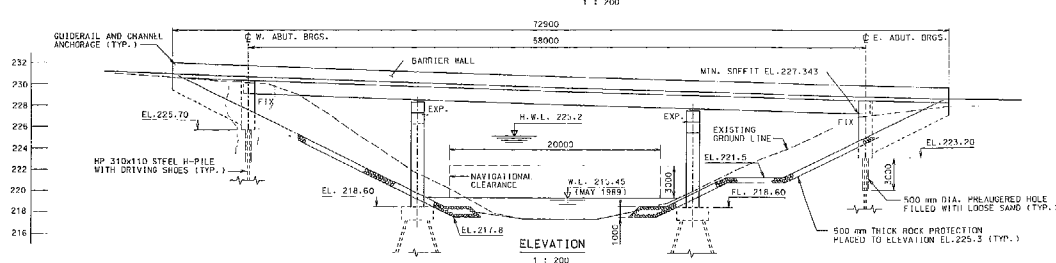 1 : 200
72900
58000
GUIDERAIL AND CHANNEL
ANCHORAGE (TYP.)
℄ W. ABUT. BRGS.
℄ E. ABUT. BRGS.
BARRIER WALL
MIN. SOFFIT EL.227.343
232
230
228
226
224
222
220
218
216
FIX
EXP.
EXP.
FIX
EL.225.70
H.W.L. 225.2
EXISTING
GROUND LINE
EL.223.20
20000
HP 310x110 STEEL H-PILE
WITH DRIVING SHOES (TYP.)
NAVIGATIONAL
CLEARANCE
EL.221.5
3000
3000
W.L.
(MAY 1989)
EL. 218.60
EL. 218.60
500 mm DIA. PREAUGERED HOLE
FILLED WITH LOOSE SAND (TYP.)
EL.217.8
1000
500 mm THICK ROCK PROTECTION
PLACED TO ELEVATION EL.225.3 (TYP.)
ELEVATION
1 : 200